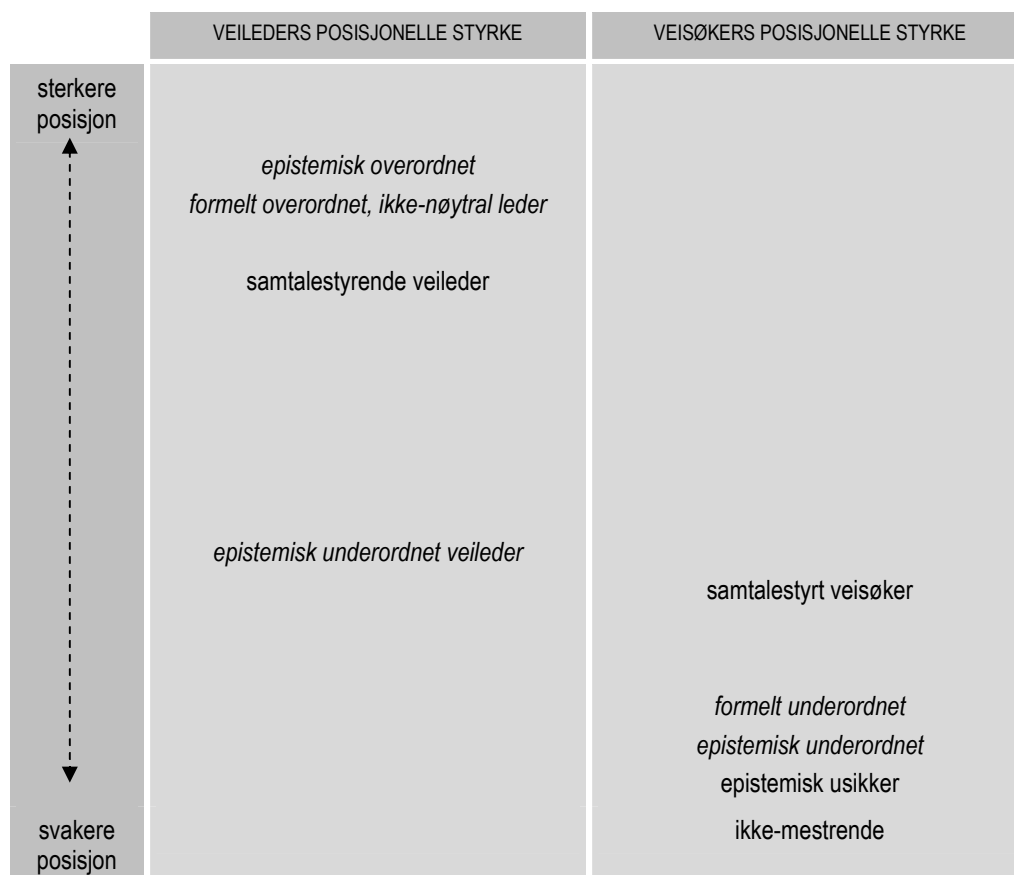 VEILEDERS POSISJONELLE STYRKE
VEISØKERS POSISJONELLE STYRKE
sterkere
posisjon
epistemisk overordnet
formelt overordnet, ikke-nøytral leder
samtalestyrende veileder
epistemisk underordnet veileder
samtalestyrt veisøker
formelt underordnet
epistemisk underordnet
epistemisk usikker
ikke-mestrende
svakere
posisjon